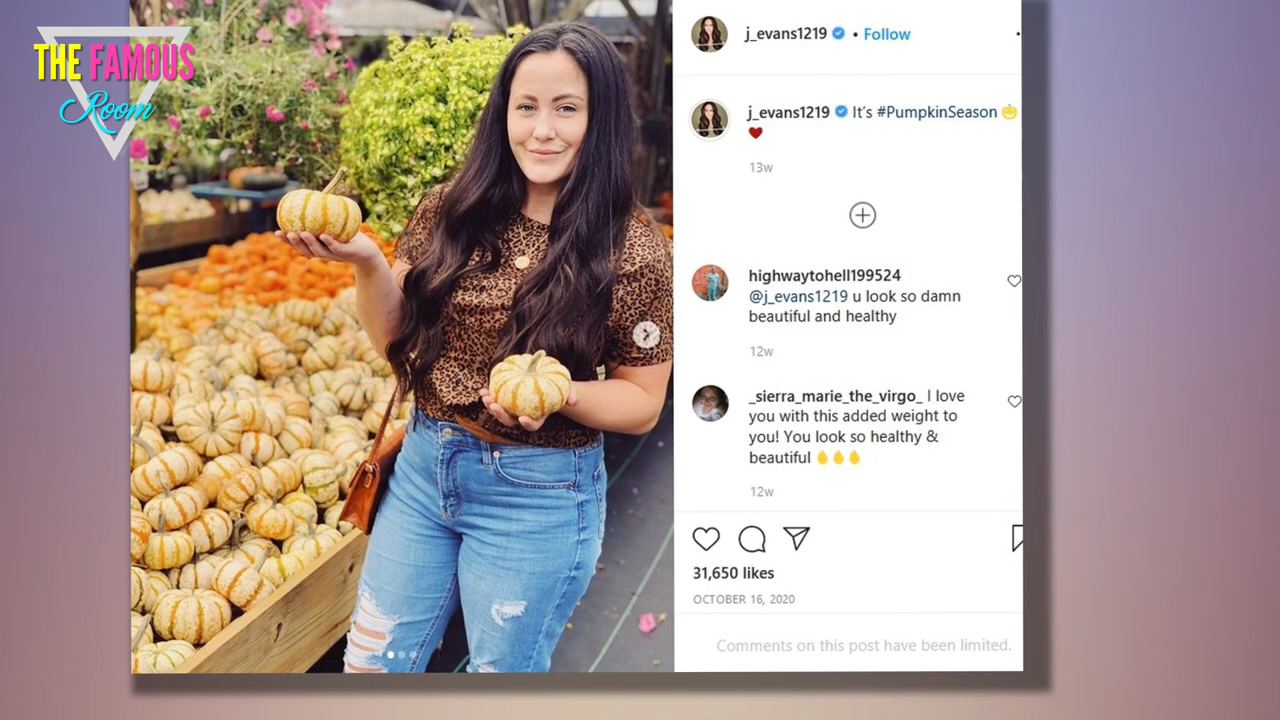 THE FAMOUS
Room
j_evans1219 • Follow
j_evans1219 It's #PumpkinSeason 🎃
❤️
13w
highwaytohell199524
@j_evans1219 u look so damn
beautiful and healthy
12w
_sierra_marie_the_virgo_ I love
you with this added weight to
you! You look so healthy &
beautiful
12w
31,650 likes
OCTOBER 16, 2020
Comments on this post have been limited.